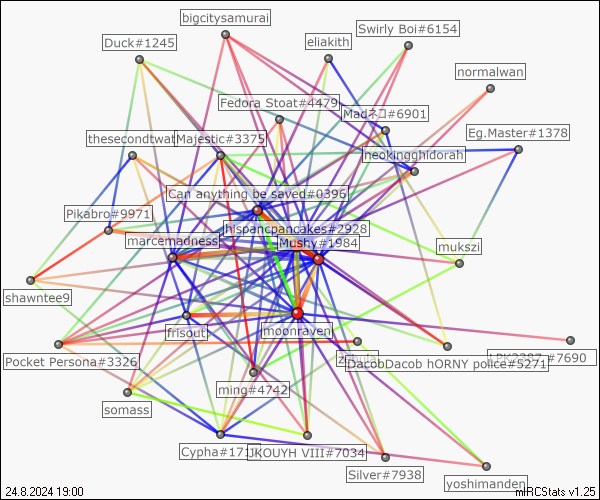 bigcitysamurai
Swirly Boi#6154
Duck#1245
eliakith
normalwan
Fedora Stoat#4479
Madネコ#6901
Eg.Master#1378
thesecondtwat
Majestic#3375
neokingghidorah
Can anything be saved#0396
Pikabro#9971
hispancpancakes#2928
marcemadness
Mushy#1984
mukszi
shawntee9
frisout
moonraven
Pocket Persona#3326
#7690
DacobDacob hORNY police#5271
ming#4742
somass
Cypha#17
JKOUYH VIII#7034
Silver#7938
yoshimanden
24.8.2024 19:00
mIRCStats v1.25